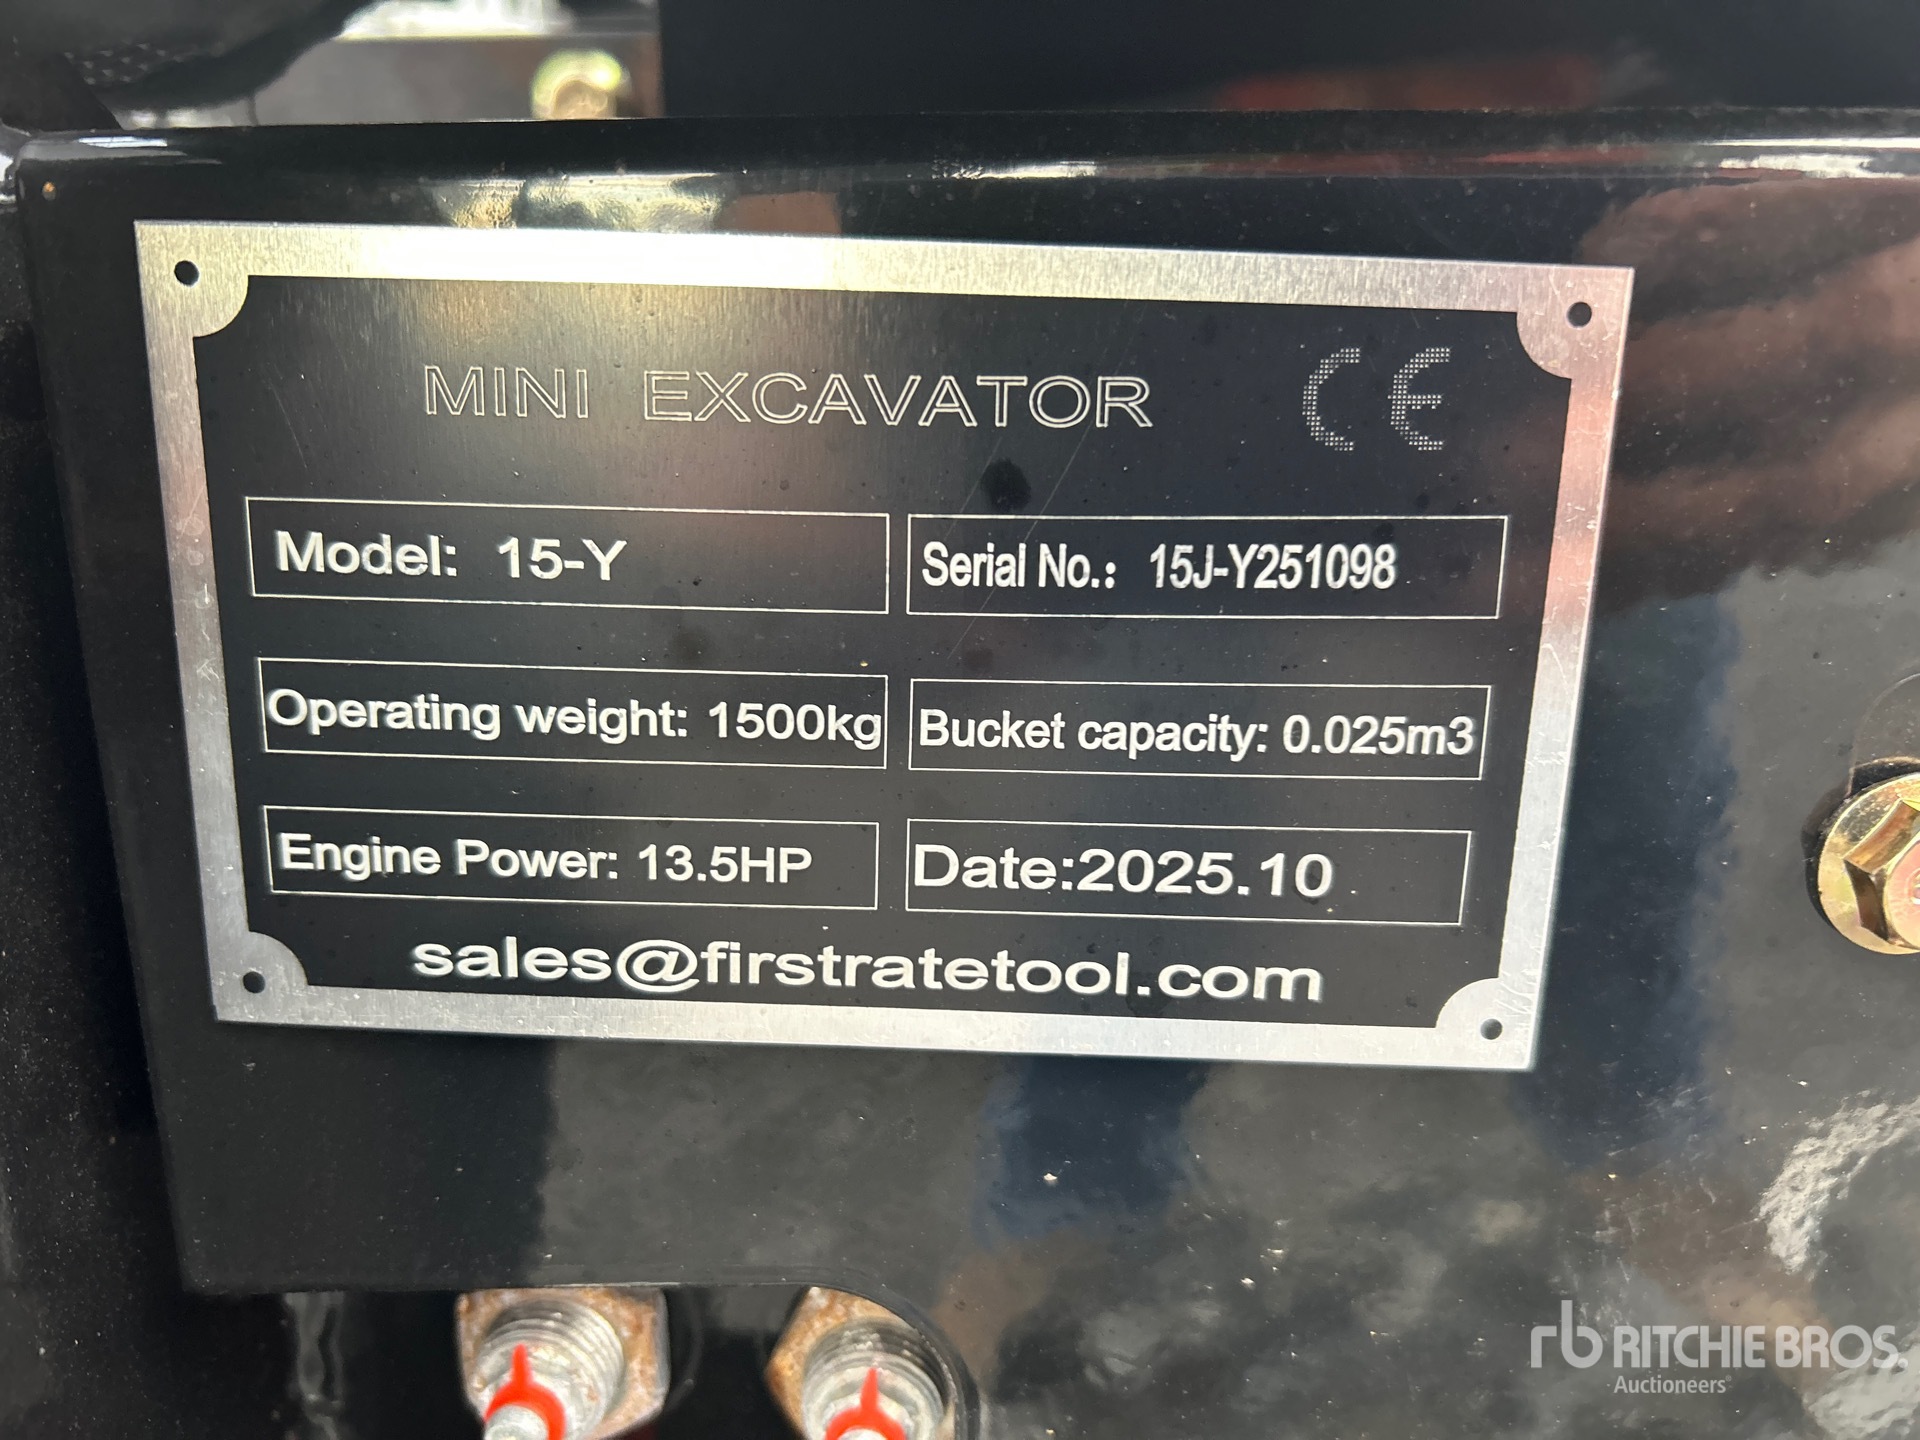 MINI EXCAVATOR CE
Model: 15-Y
Serial No.: 15J-Y251098
Operating weight: 1500kg
Bucket capacity: 0.025m3
Engine Power: 13.5HP
Date:2025.10
sales@firstratetool.com
rb RITCHIE BROS.
Auctioneers